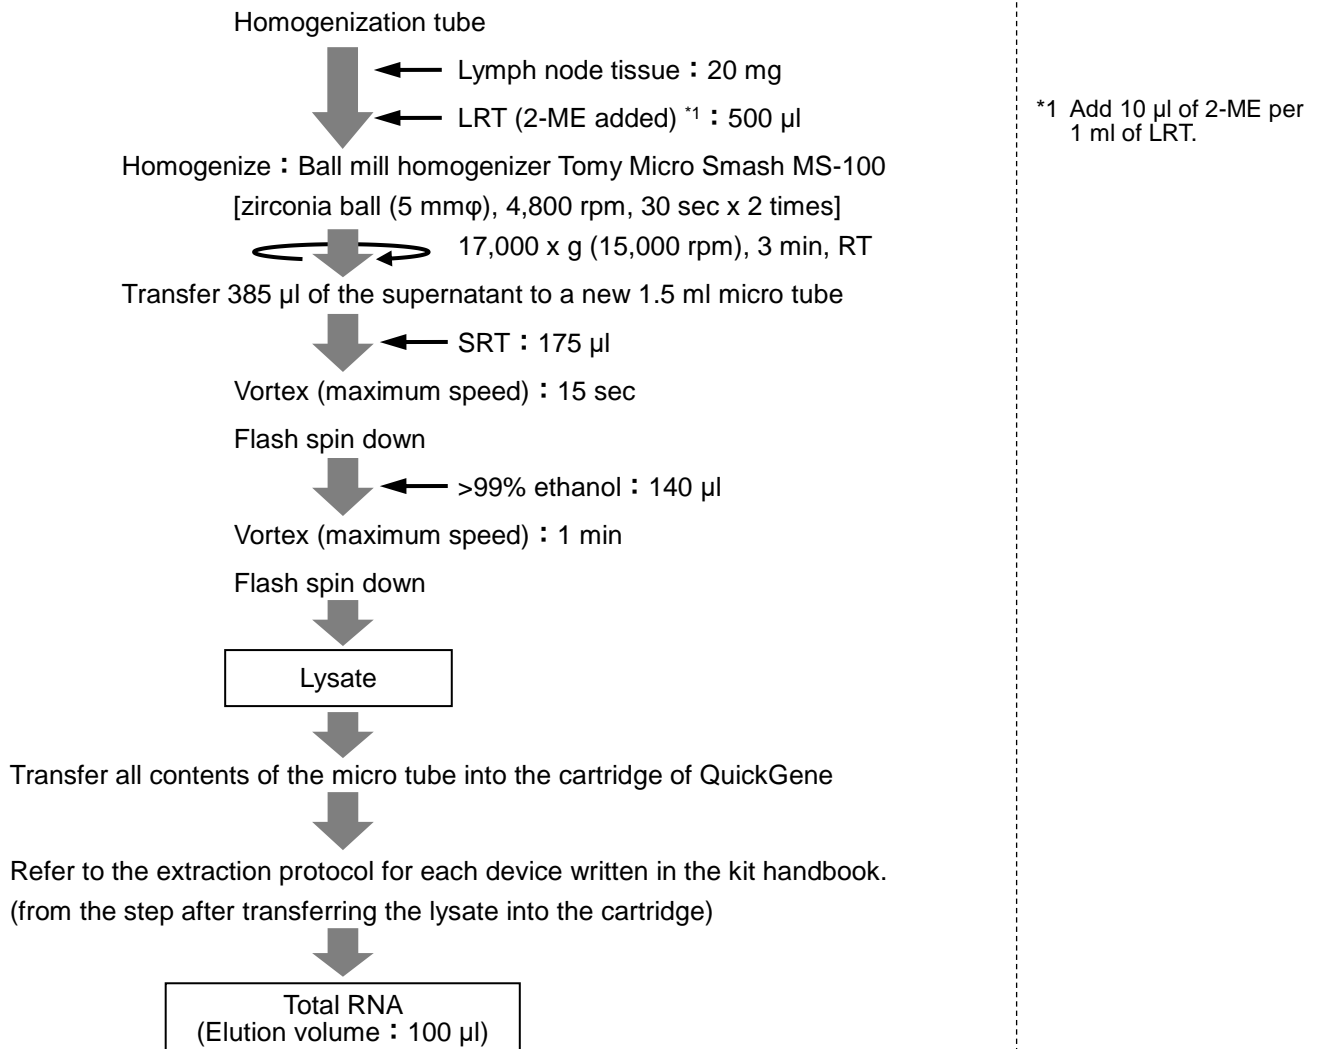 Homogenization tube
Lymph node tissue：20 mg
LRT (2-ME added) *1：500 µl
*1 Add 10 µl of 2-ME per
1 ml of LRT.
Homogenize：Ball mill homogenizer Tomy Micro Smash MS-100
[zirconia ball (5 mmφ), 4,800 rpm, 30 sec x 2 times]
17,000 x g (15,000 rpm), 3 min, RT
Transfer 385 µl of the supernatant to a new 1.5 ml micro tube
SRT：175 µl
Vortex (maximum speed)：15 sec
Flash spin down
>99% ethanol：140 µl
Vortex (maximum speed)：1 min
Flash spin down
Lysate
Transfer all contents of the micro tube into the cartridge of QuickGene
Refer to the extraction protocol for each device written in the kit handbook.
(from the step after transferring the lysate into the cartridge)
Total RNA
(Elution volume：100 µl)